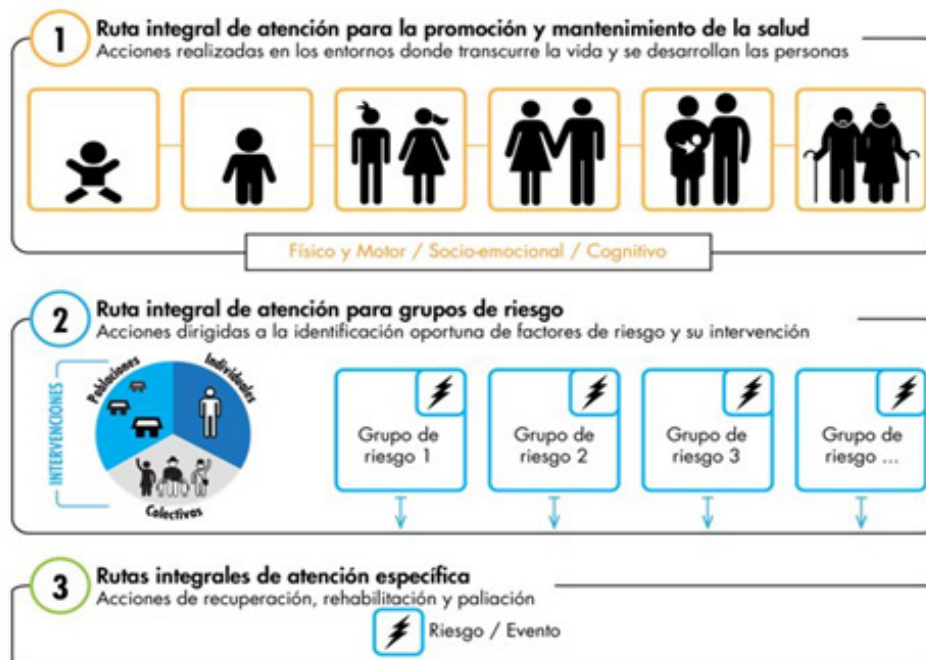 1
Ruta integral de atención para la promoción y mantenimiento de la salud
Acciones realizadas en los entornos donde transcurre la vida y se desarrollan las personas
Físico y Motor / Socio-emocional / Cognitivo
2
Ruta integral de atención para grupos de riesgo
Acciones dirigidas a la identificación oportuna de factores de riesgo y su intervención
INTERVENCIONES
Poblaciones
Individuales
Colectivas
Grupo de
riesgo 1
Grupo de
riesgo 2
Grupo de
riesgo 3
Grupo de
riesgo ...
3
Rutas integrales de atención específica
Acciones de recuperación, rehabilitación y paliación
Riesgo / Evento